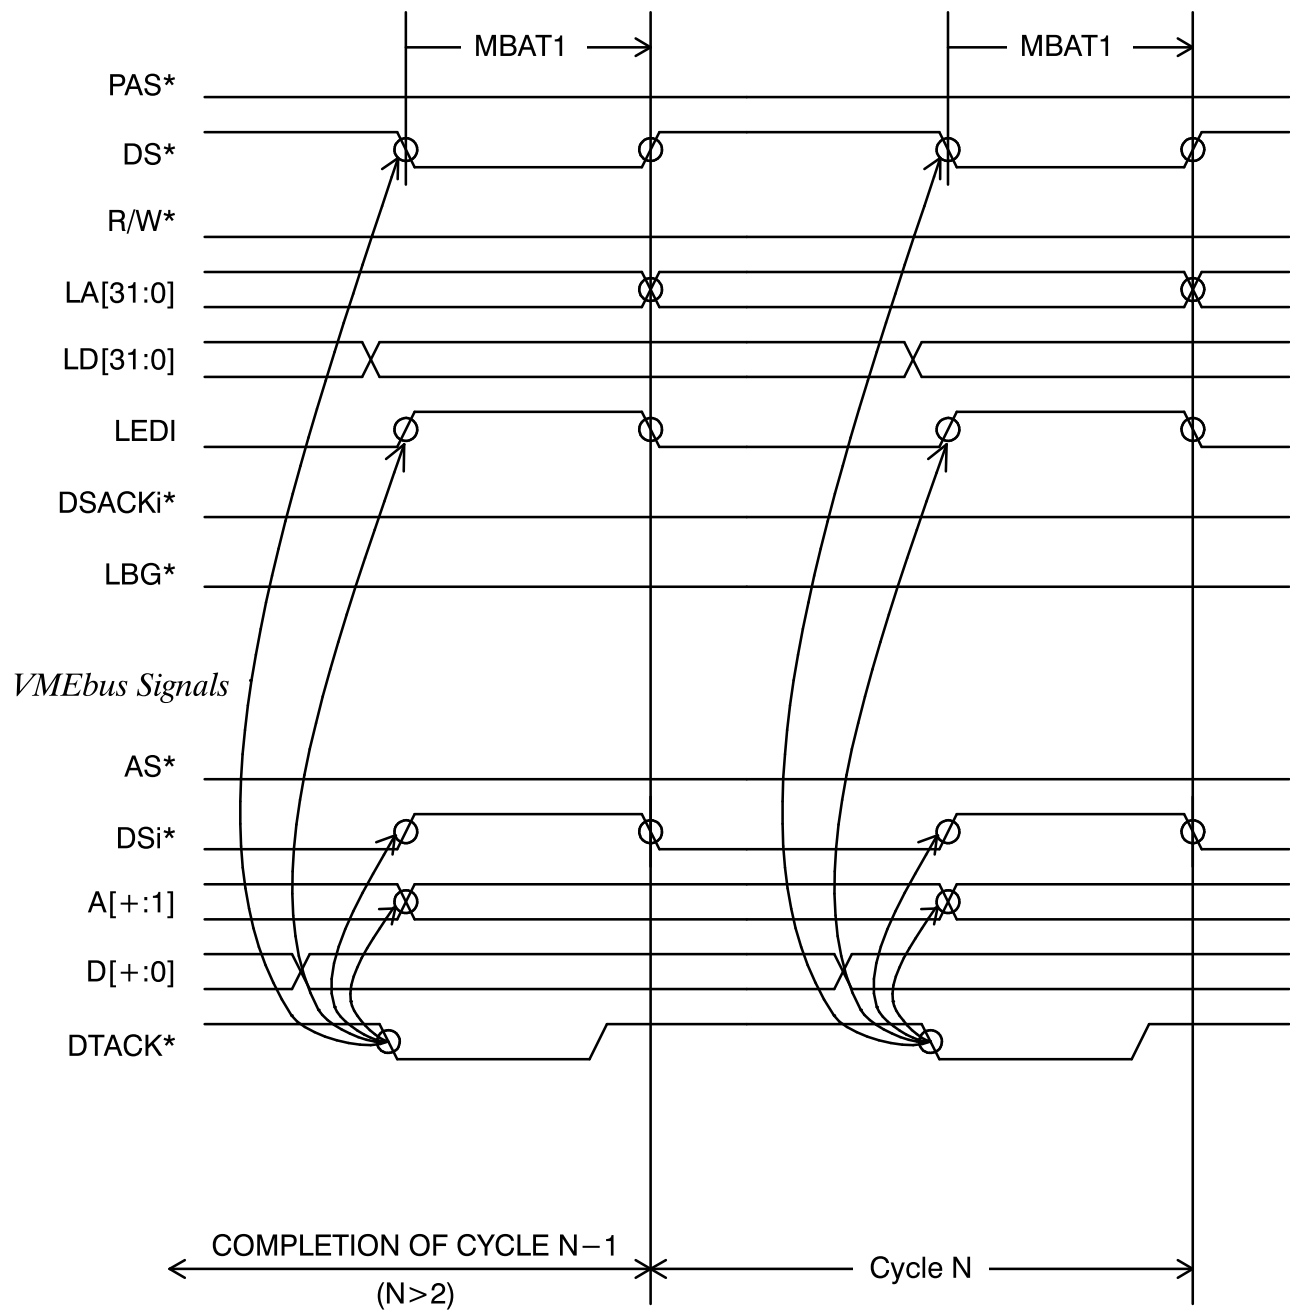 MBAT1 MBAT1
PAS*
DS*
R/W*
LA[31:0]
LD[31:0]
LEDI
DSACKi*
LBG*
VMEbus Signals
AS*
DSi*
A[+:1]
D[+:0]
DTACK*
COMPLETION OF CYCLE N−1
(N>2)
Cycle N